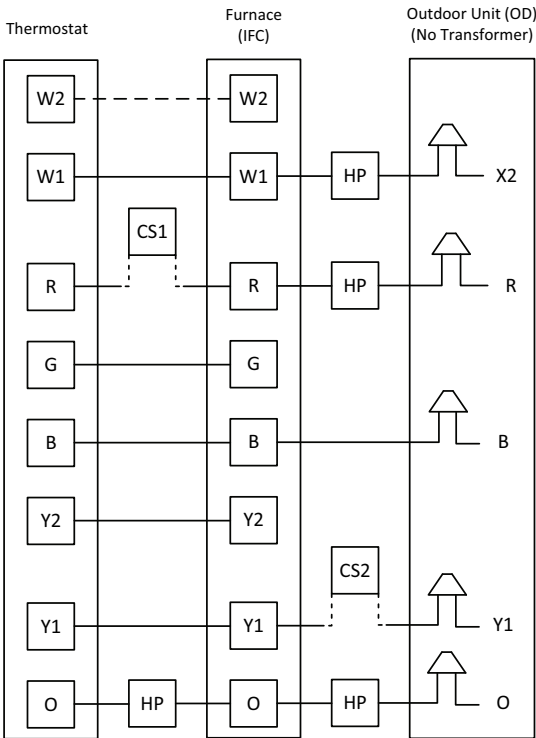 Thermostat
Furnace
(IFC)
Outdoor Unit (OD)
(No Transformer)
W2
W2
W1
W1
HP
X2
CS1
R
R
HP
R
G
G
B
B
B
Y2
Y2
CS2
Y1
Y1
Y1
O
HP
O
HP
O